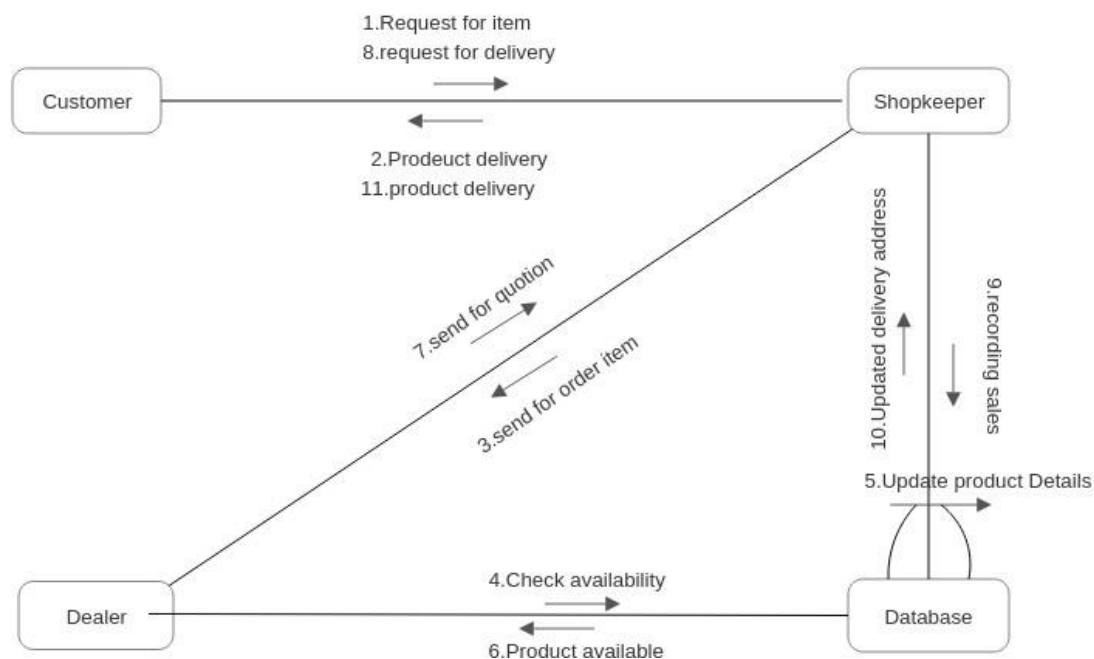 1.Request for item
8.request for delivery
Customer
Shopkeeper
2.Prodeuct delivery
11.product delivery
7.send for quotion
3.send for order item
10.Updated delivery address
9.recording sales
5.Update product Details
4.Check availability
Dealer
Database
6.Product available